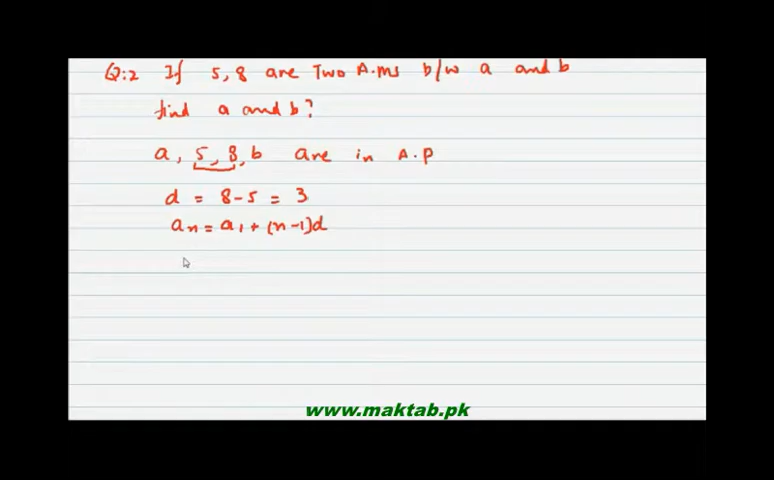 Q:2 If 5, 8 are Two A.Ms b/w a and b
find a and b?
a, 5, 8, b are in A.P
d = 8-5 = 3
an = a1 + (n-1)d
www.maktab.pk